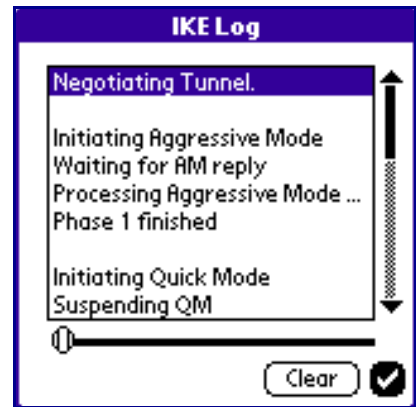 IKE Log
Negotiating Tunnel.
Initiating Aggressive Mode
Waiting for AM reply
Processing Aggressive Mode ...
Phase 1 finished
Initiating Quick Mode
Suspending QM
Clear